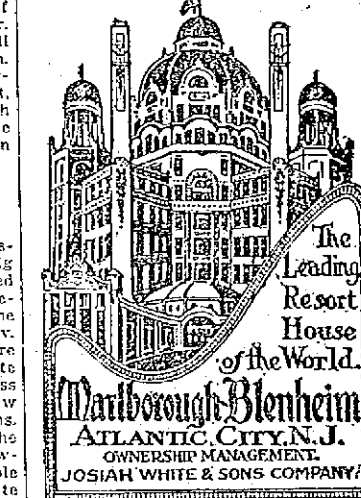 The
Leading
Resort
House
of the World.
Marlborough-Blenheim
ATLANTIC CITY, N.J.
OWNERSHIP MANAGEMENT.
JOSIAH WHITE & SONS COMPANY